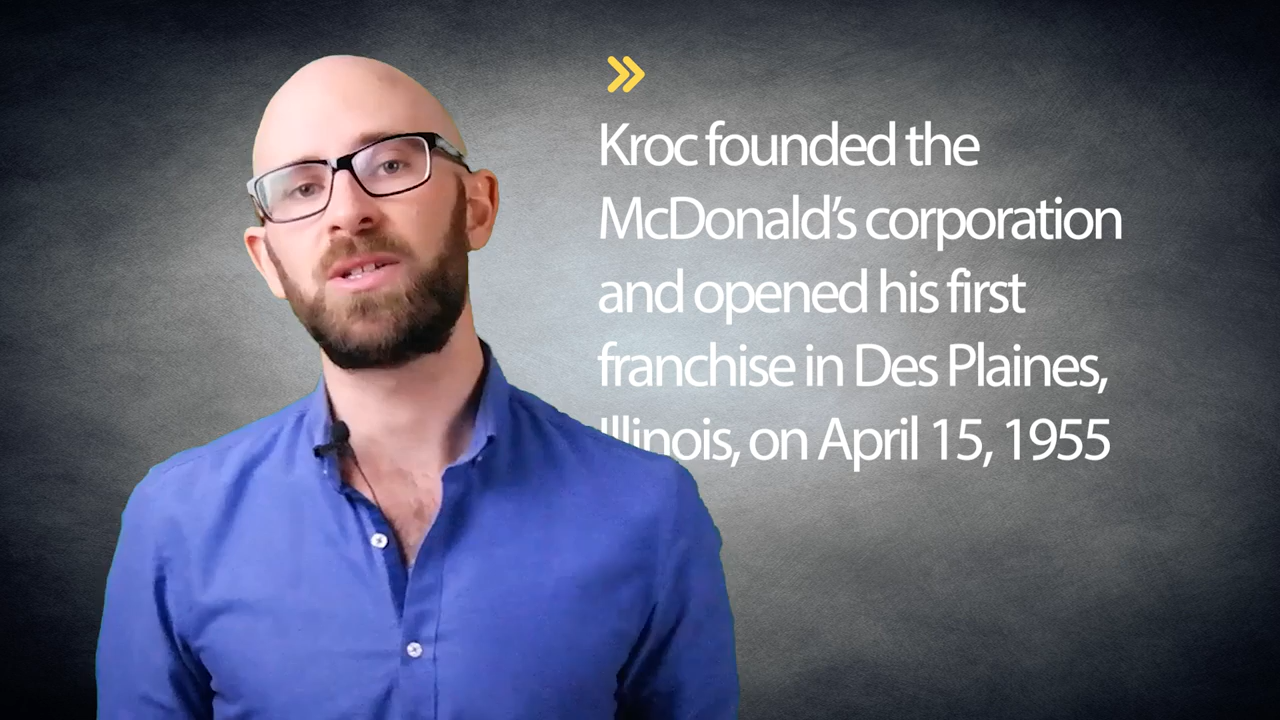 Kroc founded the
McDonald’s corporation
and opened his first
franchise in Des Plaines,
Illinois, on April 15, 1955